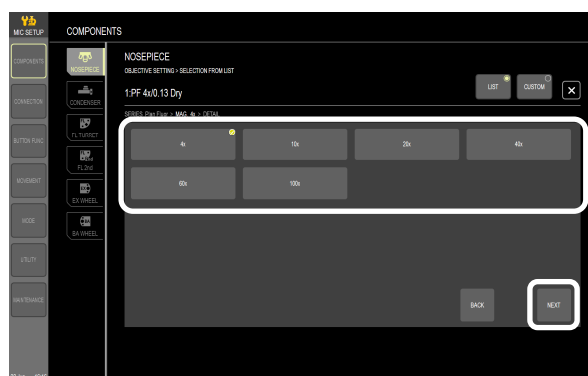 MIC SETUP
COMPONENTS
COMPONENTS
CONNECTION
BUTTON FUNC
MOVEMENT
MODE
UTILITY
MAINTENANCE
NOSEPIECE
CONDENSER
FL TURRET
2nd
FL 2nd
EX WHEEL
BA WHEEL
NOSEPIECE
OBJECTIVE SETTING > SELECTION FROM LIST
1:PF 4x/0.13 Dry
LIST
CUSTOM
SERIES: Plan Fluor > MAG: 4x > DETAIL
4x
10x
20x
40x
60x
100x
BACK
NEXT